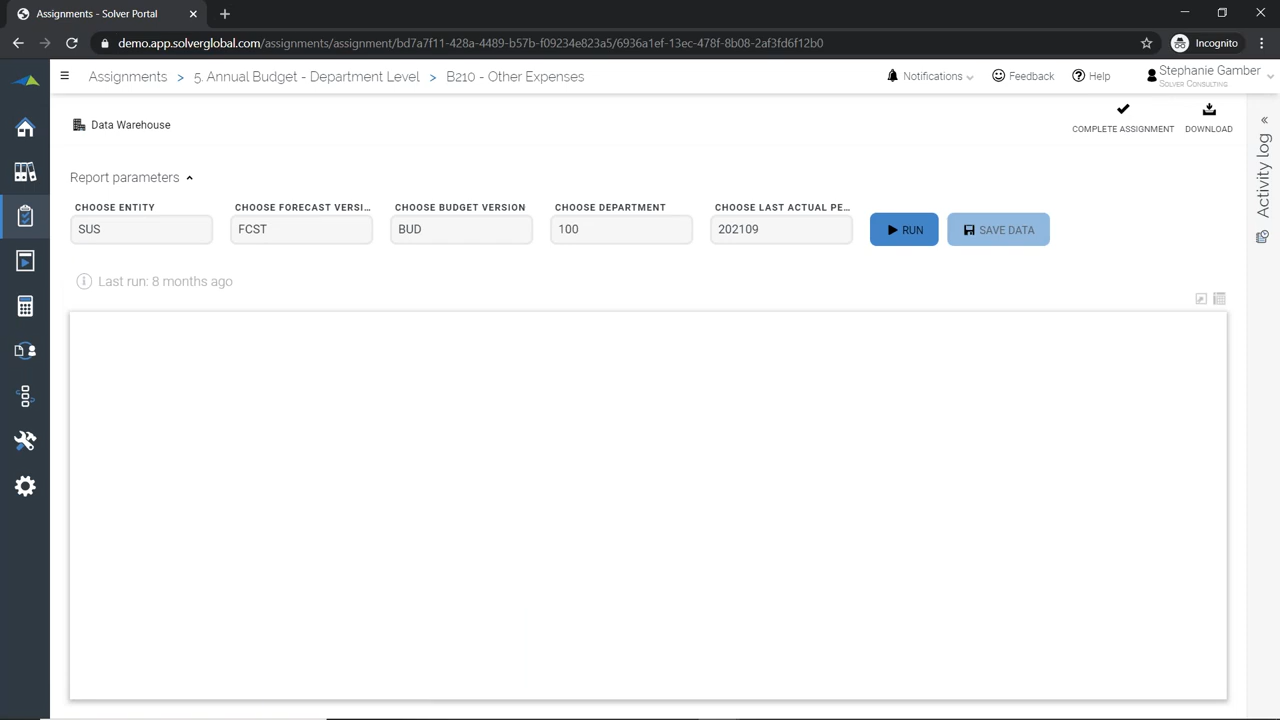 Assignments - Solver Portal
demo.app.solverglobal.com/assignments/assignment/bd7a7f11-428a-4489-b57b-f09234e823a5/6936a1ef-13ec-478f-8b08-2af3fd6f12b0
Incognito
Assignments > 5. Annual Budget - Department Level > B210 - Other Expenses
Notifications
Feedback
Help
Stephanie Gamber
Solver Consulting
Data Warehouse
COMPLETE ASSIGNMENT
DOWNLOAD
Activity log
Report parameters
CHOOSE ENTITY
CHOOSE FORECAST VERSI...
CHOOSE BUDGET VERSION
CHOOSE DEPARTMENT
CHOOSE LAST ACTUAL PE...
SUS
FCST
BUD
100
202109
RUN
SAVE DATA
Last run: 8 months ago